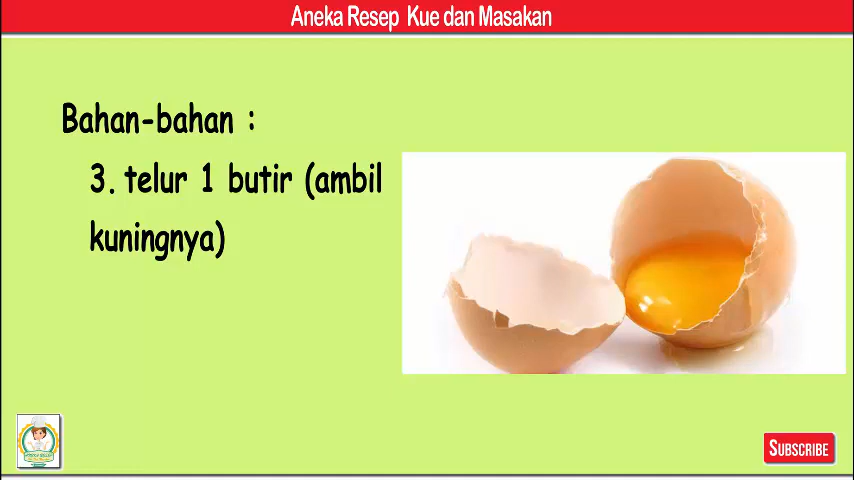 Aneka Resep Kue dan Masakan
Bahan-bahan :
3. telur 1 butir (ambil
kuningnya)
SUBSCRIBE